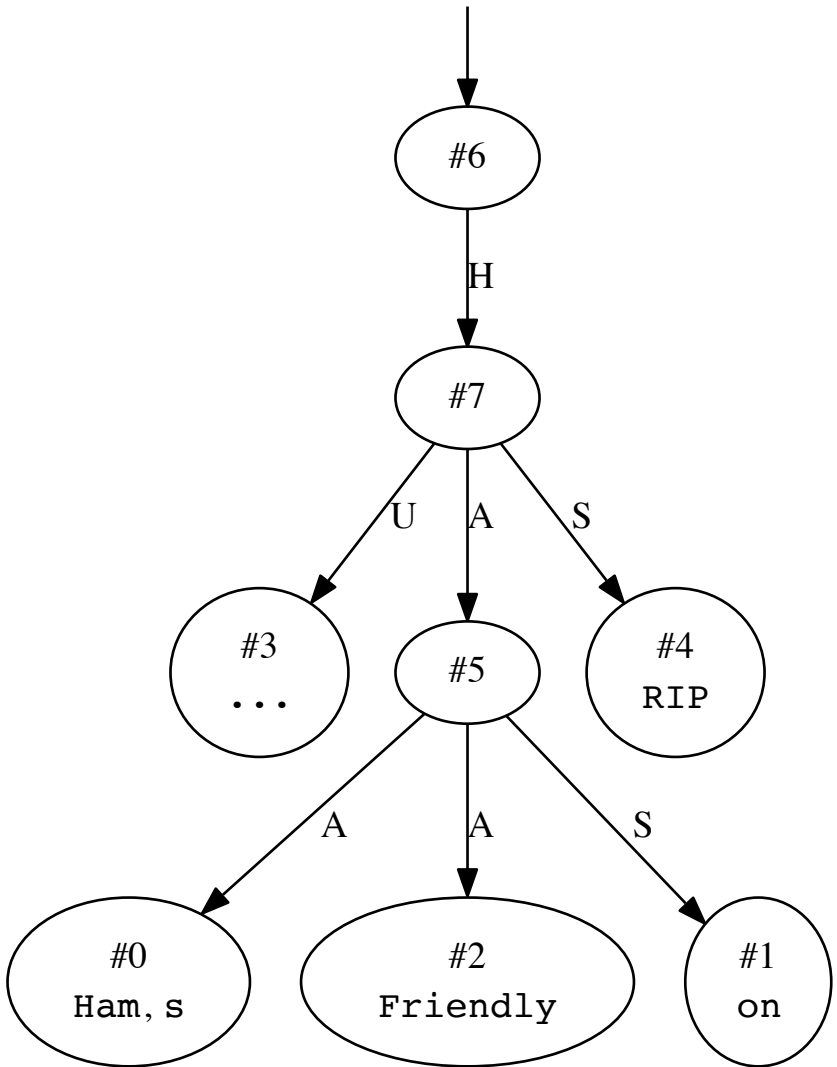 #6
H
#7
U A S
#3
...
#5
#4
RIP
A A S
#0
Ham, s
#2
Friendly
#1
on